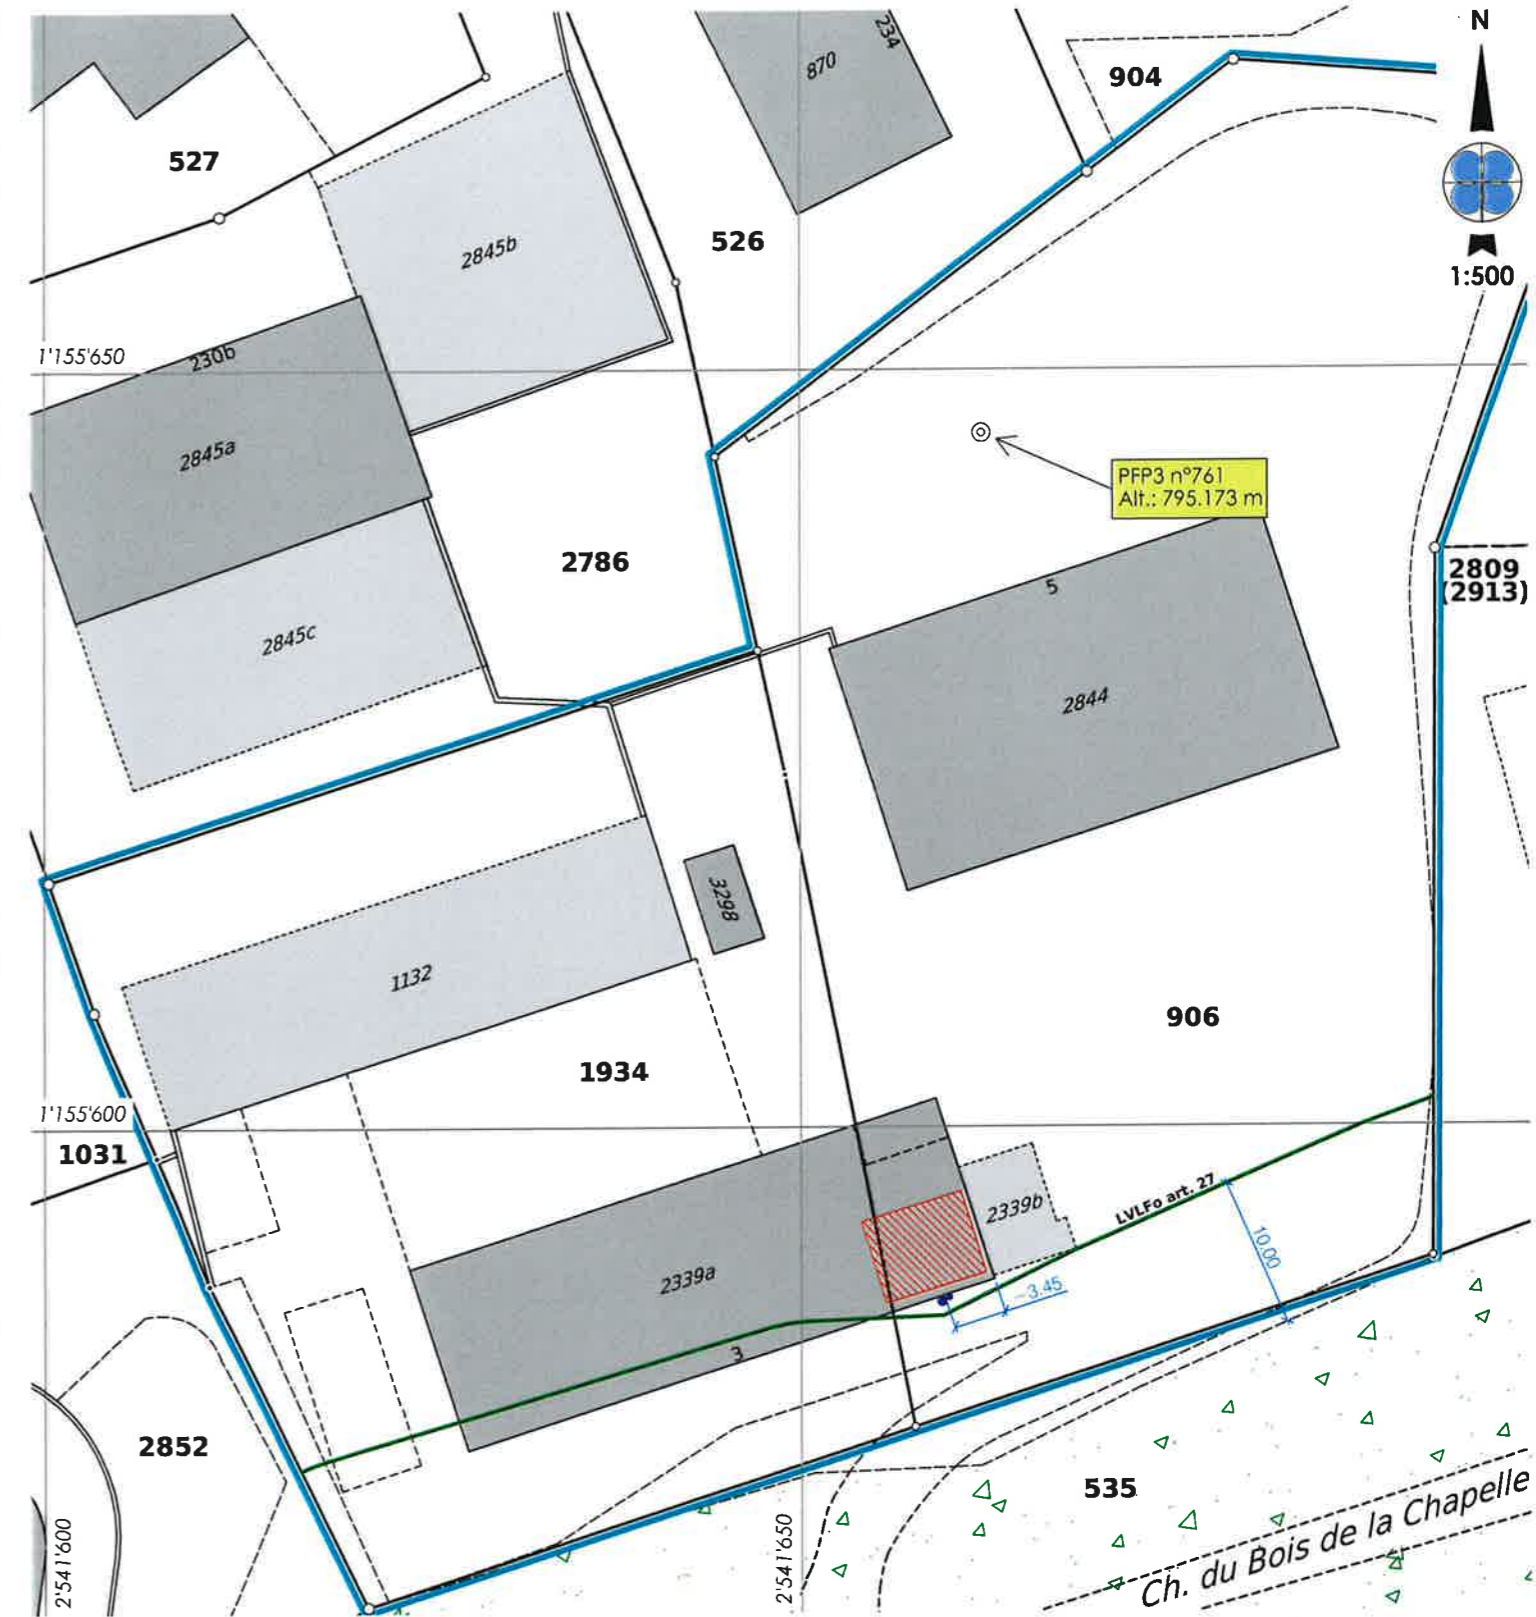 234
870
904
N
527
526
2845b
1:500
1'155'650
230b
2845a
PFP3 n°761
Alt.: 795.173 m
2786
2809
(2913)
5
2845c
2844
3298
1132
906
1934
1'155'600
1031
2339b
LVLFo art. 27
10.00
2339a
~3.45
3
2852
535
Ch. du Bois de la Chapelle
2'541'600
2'541'650